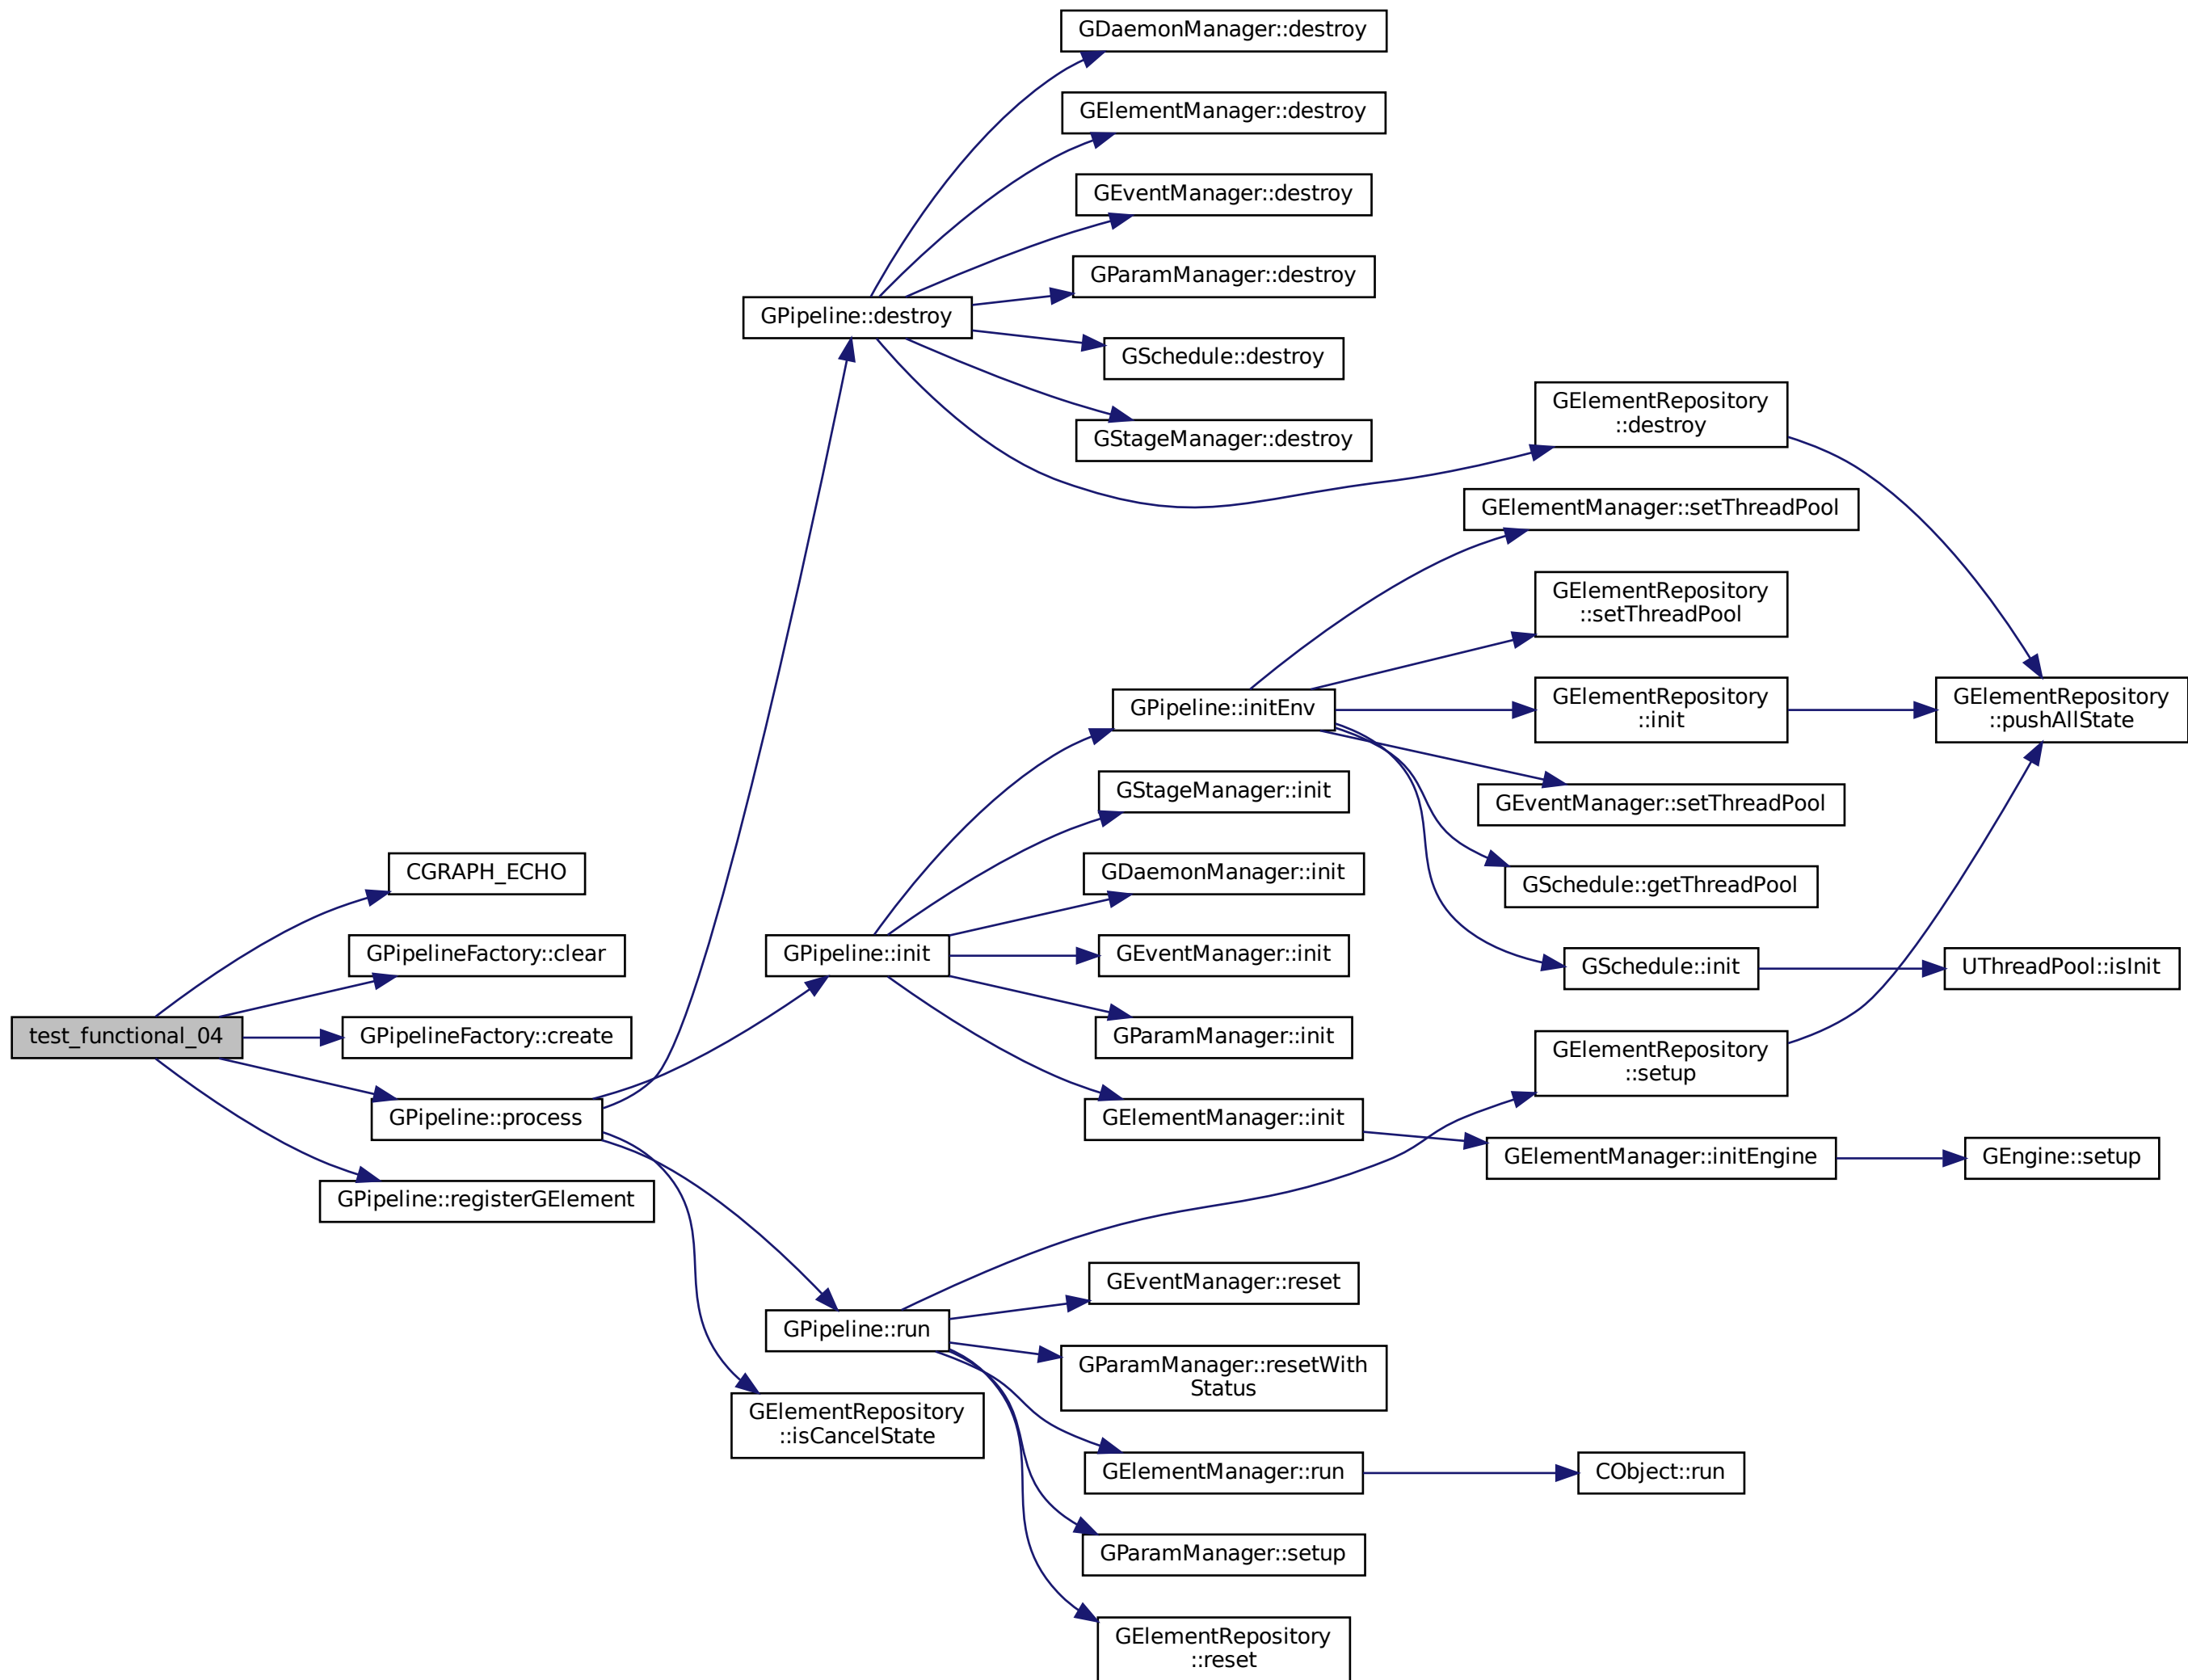 GDaemonManager::destroy
GElementManager::destroy
GEventManager::destroy
GParamManager::destroy
GPipeline::destroy
GSchedule::destroy
GStageManager::destroy
GElementRepository
::destroy
GElementManager::setThreadPool
GElementRepository
::setThreadPool
GPipeline::initEnv
GElementRepository
::init
GElementRepository
::pushAllState
GStageManager::init
GEventManager::setThreadPool
CGRAPH_ECHO
GDaemonManager::init
GSchedule::getThreadPool
GPipelineFactory::clear
GPipeline::init
GEventManager::init
GSchedule::init
UThreadPool::isInit
test_functional_04
GPipelineFactory::create
GParamManager::init
GElementRepository
::setup
GPipeline::process
GElementManager::init
GElementManager::initEngine
GEngine::setup
GPipeline::registerGElement
GEventManager::reset
GPipeline::run
GParamManager::resetWith
Status
GElementRepository
::isCancelState
GElementManager::run
CObject::run
GParamManager::setup
GElementRepository
::reset